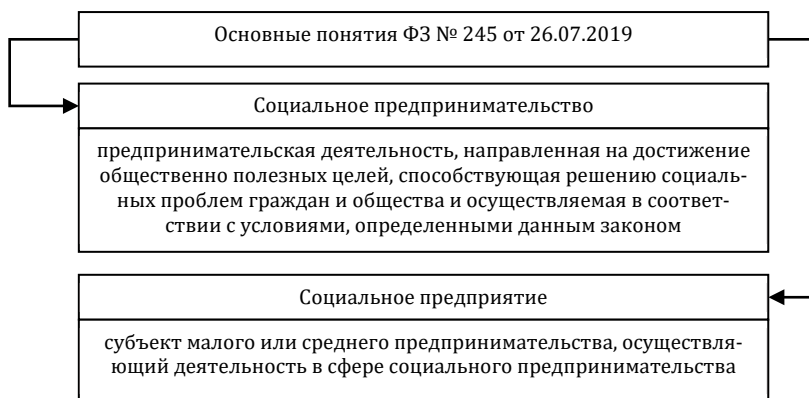 Основные понятия ФЗ № 245 от 26.07.2019
Социальное предпринимательство
предпринимательская деятельность, направленная на достижение
общественно полезных целей, способствующая решению социаль-
ных проблем граждан и общества и осуществляемая в соответ-
ствии с условиями, определенными данным законом
Социальное предприятие
субъект малого или среднего предпринимательства, осуществля-
ющий деятельность в сфере социального предпринимательства